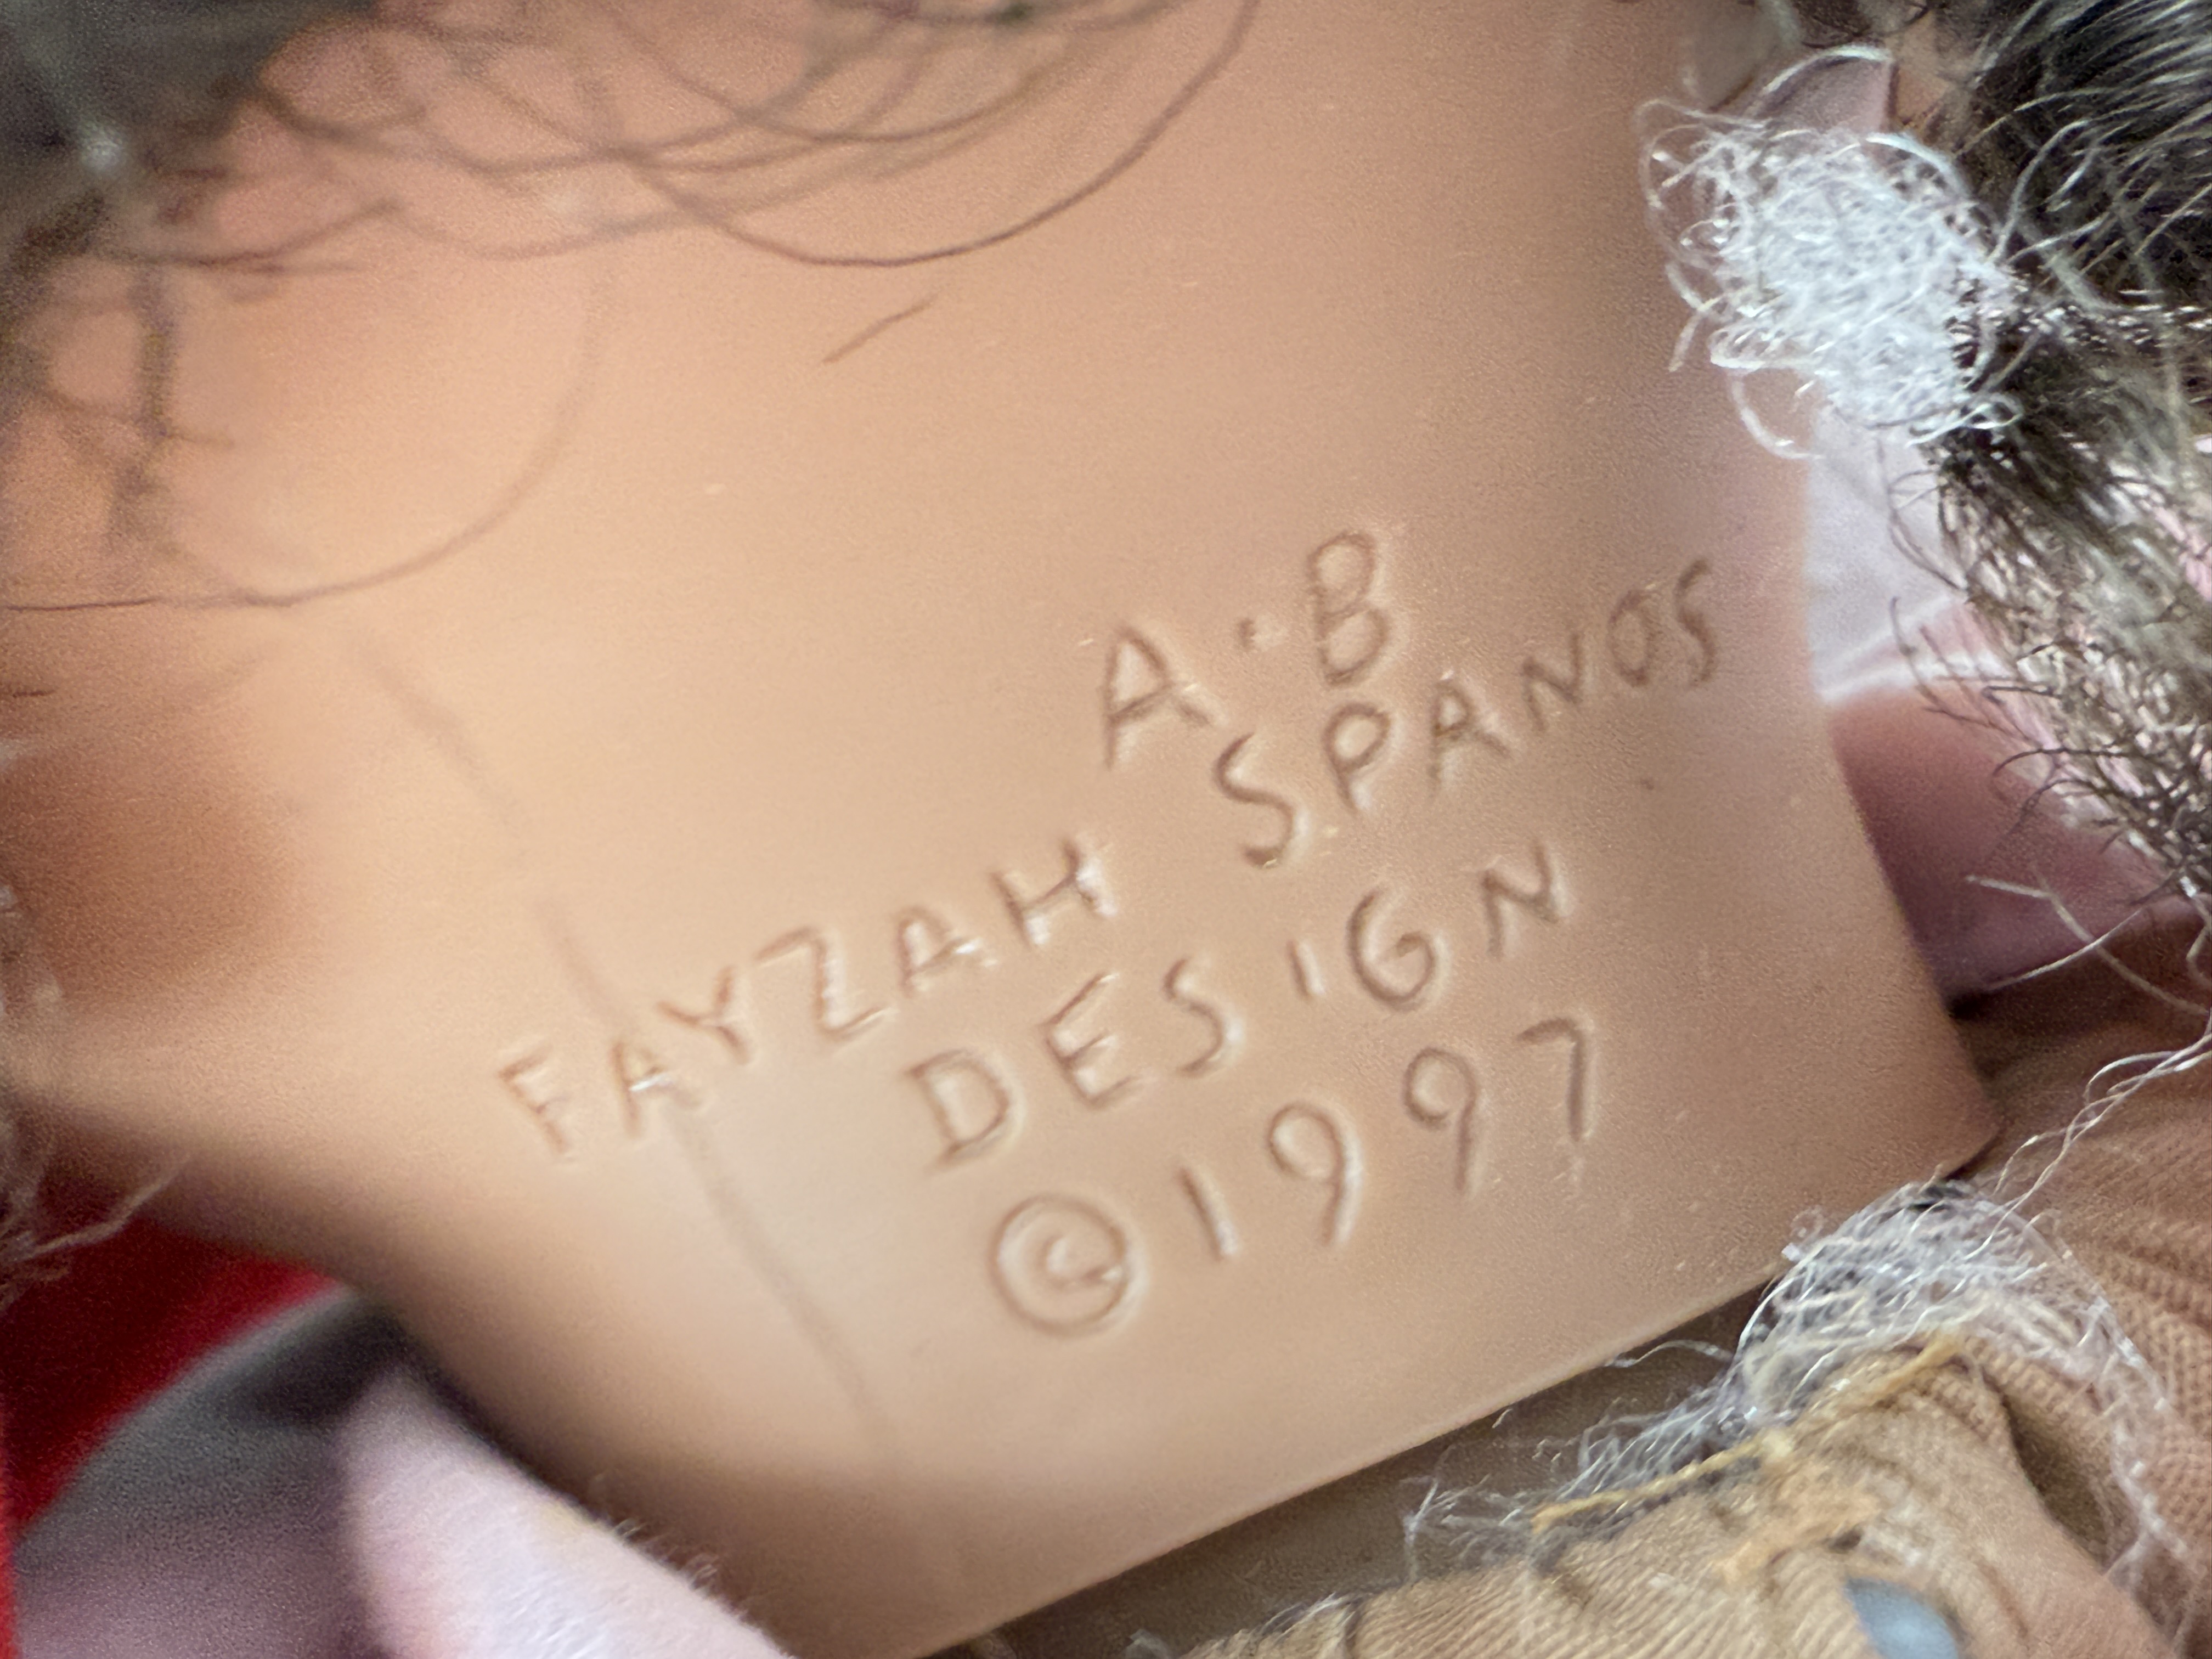 A·B
FAYZAH SPANOS
DESIGN
©1997